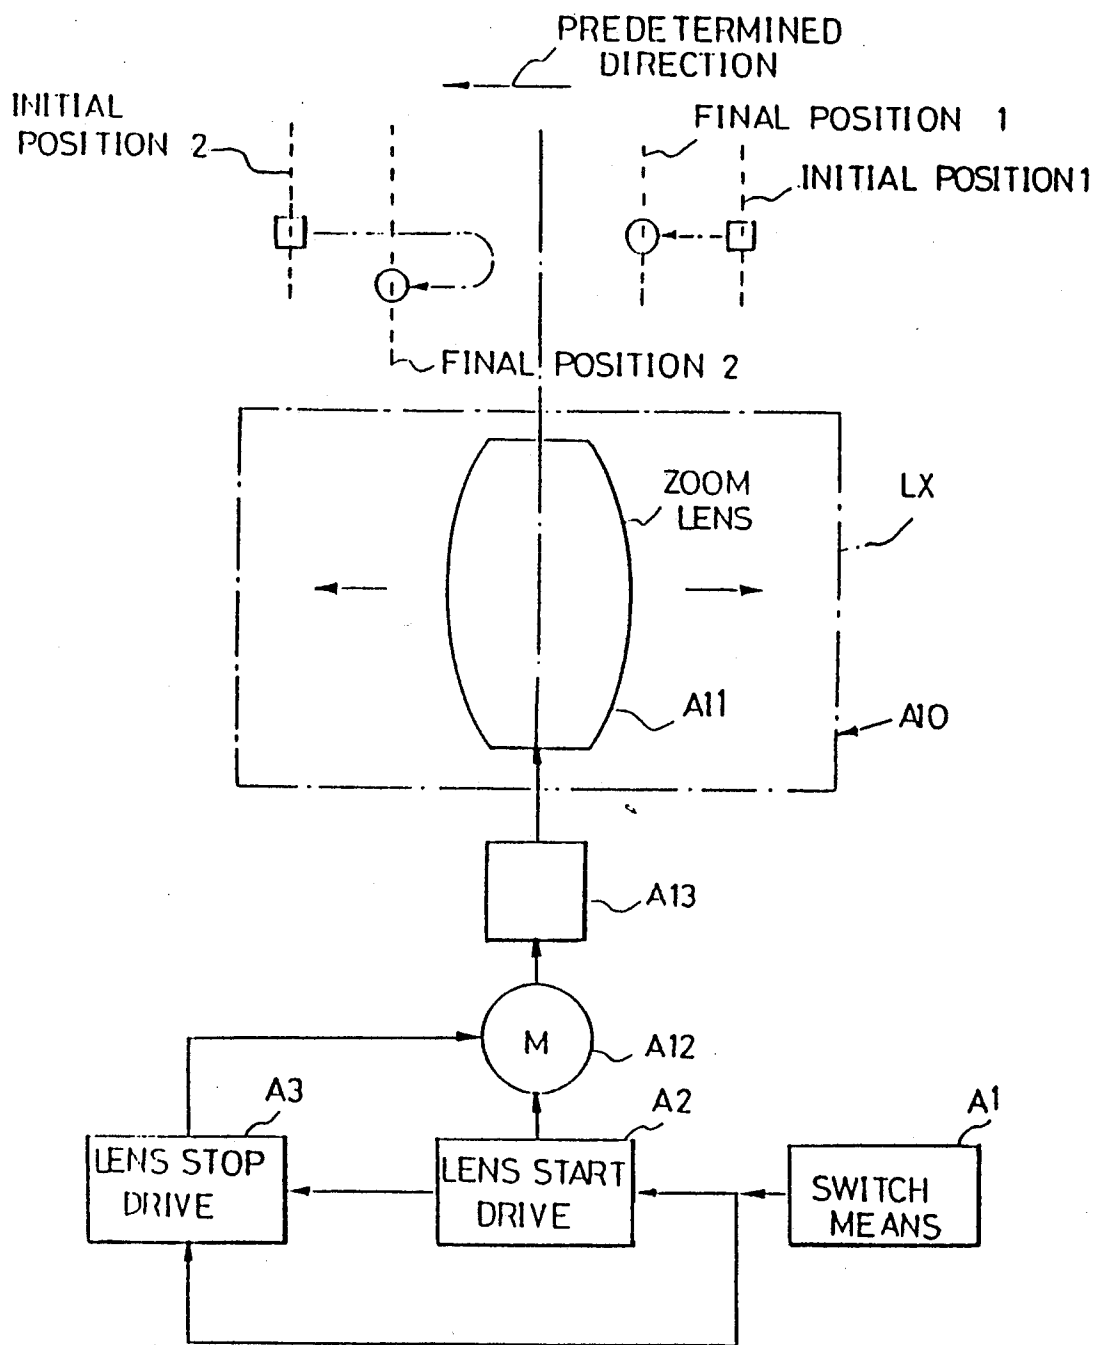 PREDETERMINED
DIRECTION
INITIAL
POSITION 2
FINAL POSITION 1
INITIAL POSITION1
FINAL POSITION 2
ZOOM
LENS
LX
A11
A10
A13
M
A12
A3
A2
A1
LENS STOP
DRIVE
LENS START
DRIVE
SWITCH
MEANS